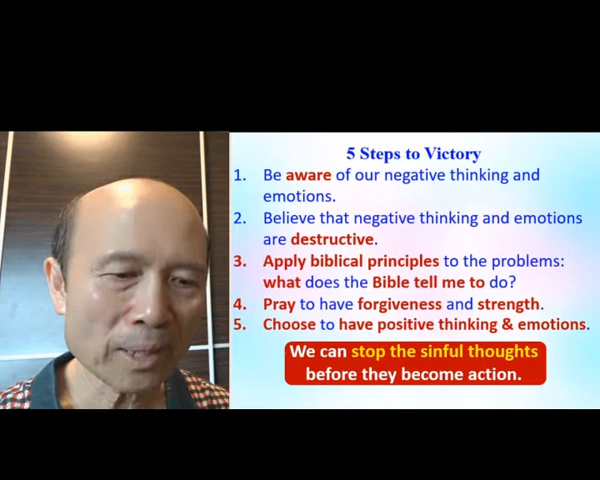 5 Steps to Victory
1. Be aware of our negative thinking and
emotions.
2. Believe that negative thinking and emotions
are destructive.
3. Apply biblical principles to the problems:
what does the Bible tell me to do?
4. Pray to have forgiveness and strength.
5. Choose to have positive thinking & emotions.
We can stop the sinful thoughts
before they become action.